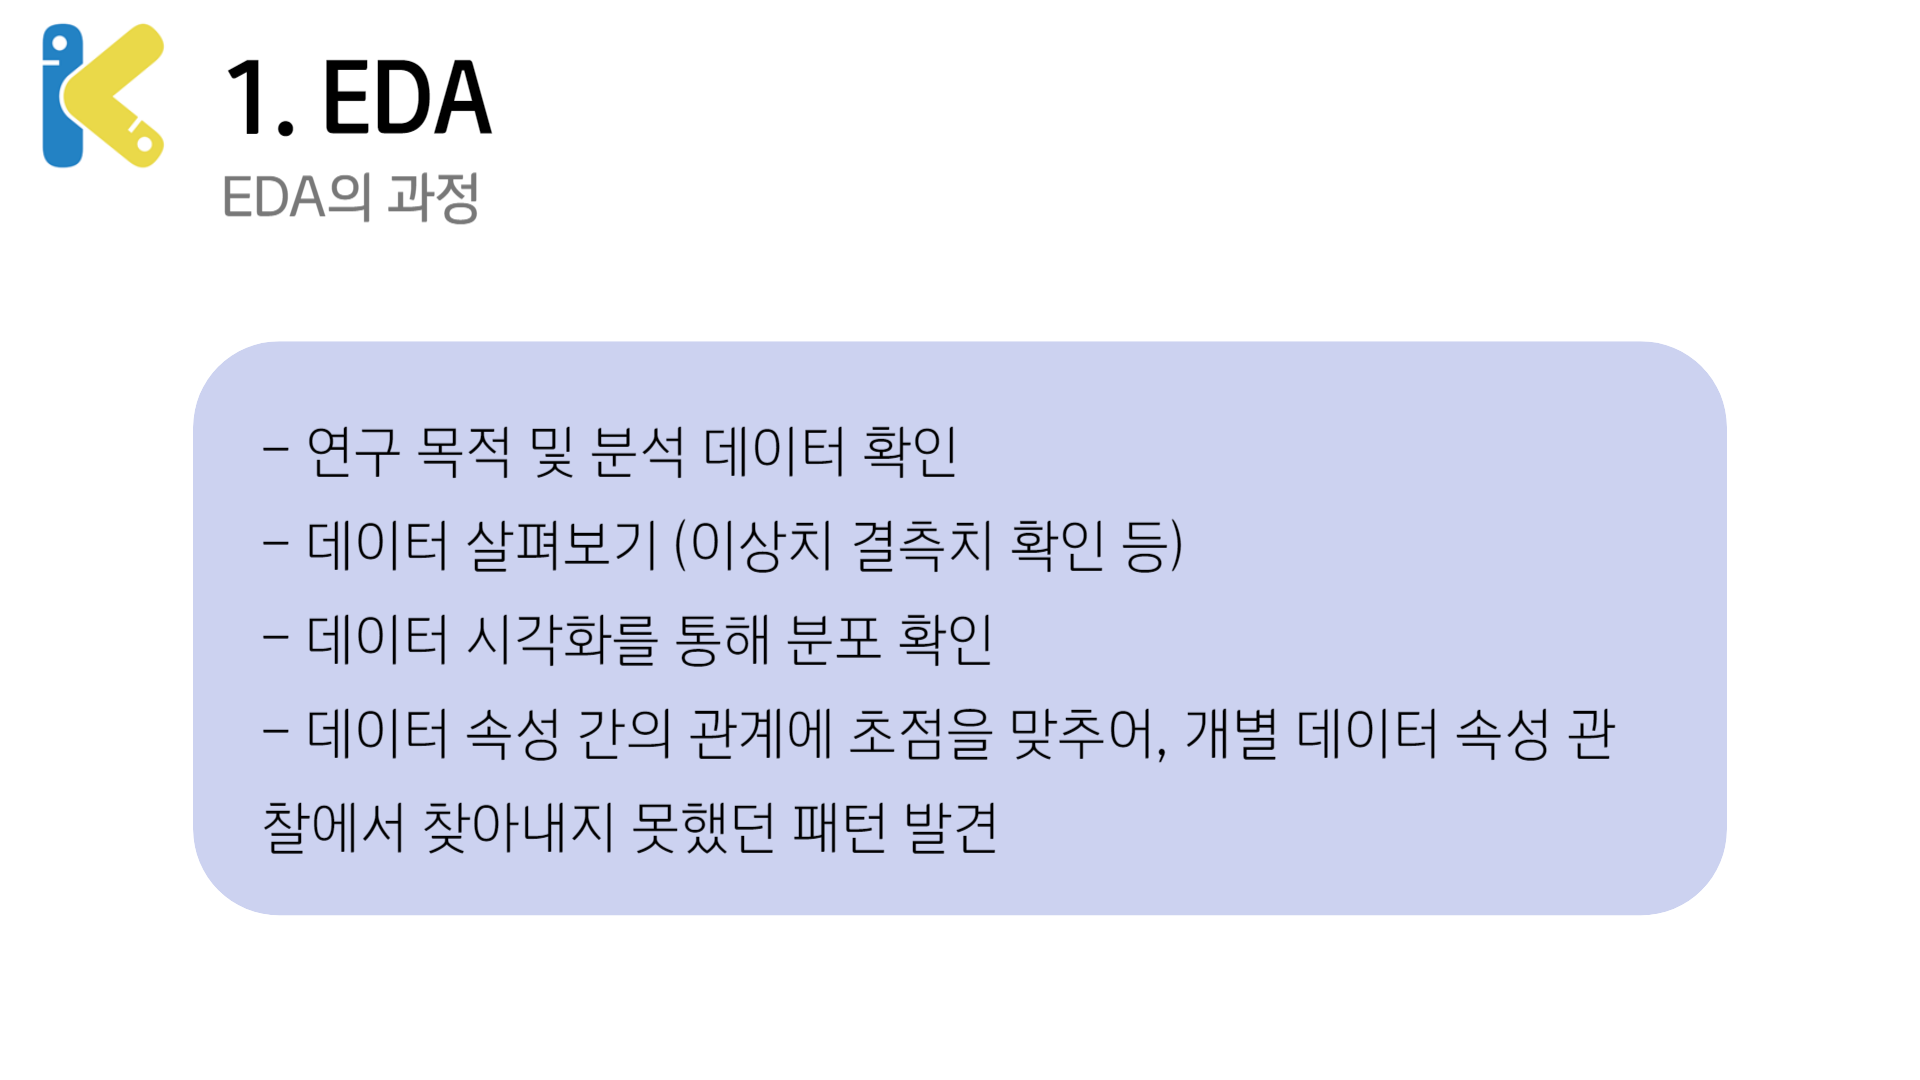 1. EDA
EDA의 과정
- 연구 목적 및 분석 데이터 확인
- 데이터 살펴보기 (이상치 결측치 확인 등)
- 데이터 시각화를 통해 분포 확인
- 데이터 속성 간의 관계에 초점을 맞추어, 개별 데이터 속성 관
찰에서 찾아내지 못했던 패턴 발견